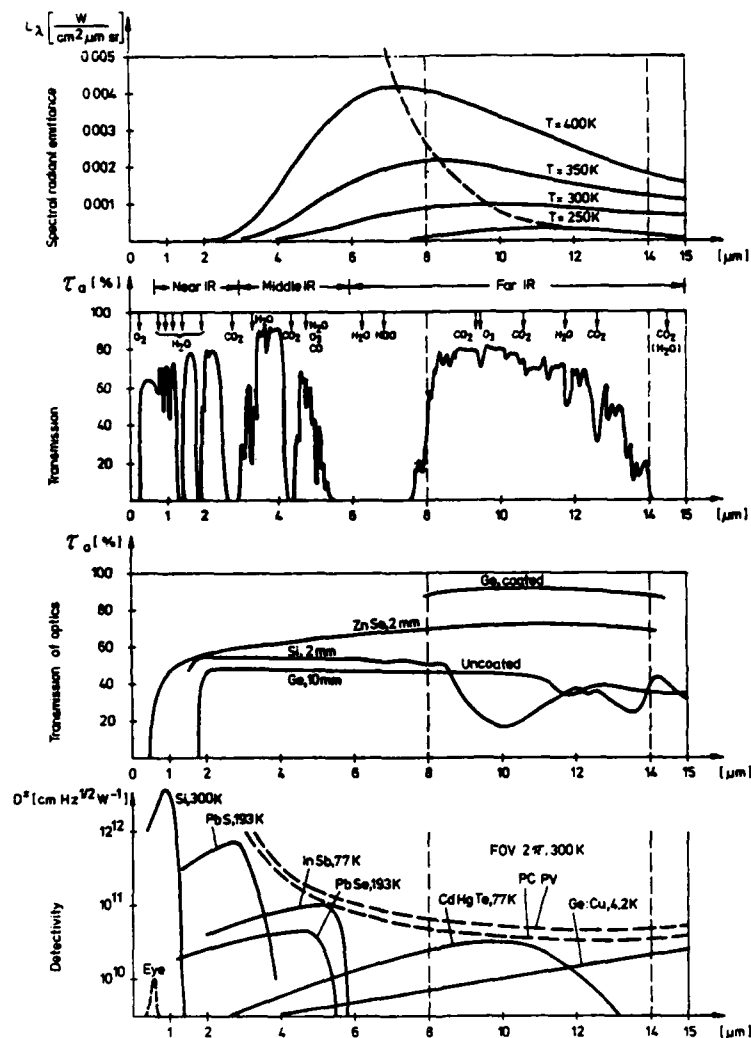 L λ [ W / cm² μm sr ]
0.005
0.004
0.003
0.002
0.001
Spectral radiant emittance
T = 400K
T = 350K
T = 300K
T = 250K
0 1 2 4 6 8 10 12 14 15 [μm]
τa [%]
Near IR Middle IR Far IR
100
80
60
40
20
Transmission
O₂ H₂O CO₂ H₂O CO₂ H₂O O₃ CO H₂O CO₂ O₃ CO₂ H₂O CO₂ CO₂ (H₂O)
0 1 2 4 6 8 10 12 14 15 [μm]
τo [%]
100
80
60
40
20
Transmission of optics
Ge, coated
ZnSe, 2 mm
Si, 2 mm
Uncoated
Ge, 10mm
0 1 2 4 6 8 10 12 14 15 [μm]
D* [cm Hz1/2 W-1]
10¹²
10¹¹
10¹⁰
Detectivity
Si, 300K
PbS, 193K
InSb, 77K
PbSe, 193K
FOV 2π, 300K
PC PV
CdHgTe, 77K
Ge:Cu, 4.2K
Eye
1 2 4 6 8 10 12 14 15 [μm]